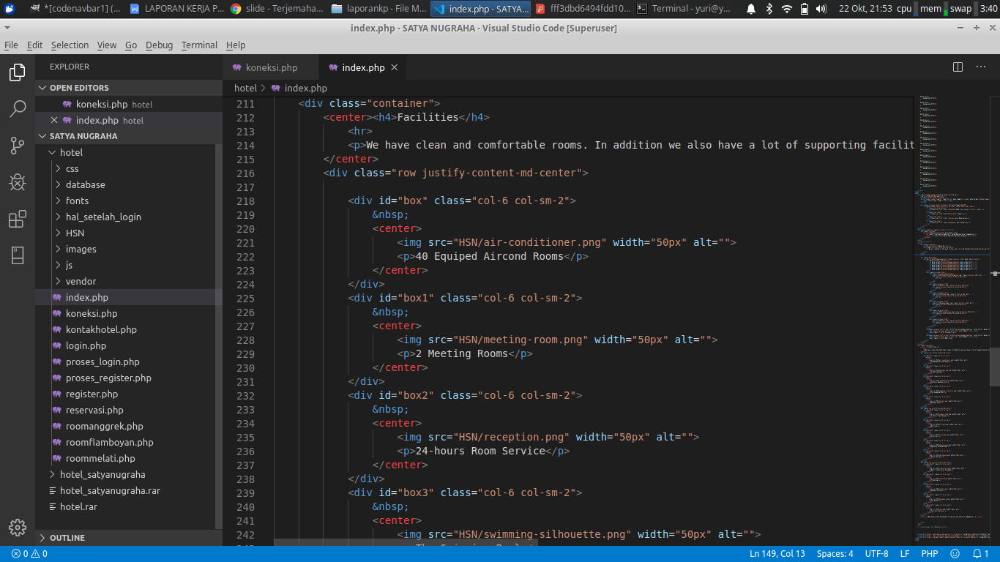 *[codenavbar1] (... LAPORAN KERJA P... slide - Terjemaha... laporankp - File M... index.php - SATYA... fff3dbd6494fdd10... Terminal - yuri@y... 22 Okt, 21:53 cpu mem swap 3:40
index.php - SATYA NUGRAHA - Visual Studio Code [Superuser]
File Edit Selection View Go Debug Terminal Help
EXPLORER
OPEN EDITORS
koneksi.php hotel
index.php hotel
SATYA NUGRAHA
hotel
css
database
fonts
hal_setelah_login
HSN
images
js
vendor
index.php
koneksi.php
kontakhotel.php
login.php
proses_login.php
proses_register.php
register.php
reservasi.php
roomanggrek.php
roomflamboyan.php
roommelati.php
hotel_satyanugraha
hotel_satyanugraha.rar
hotel.rar
OUTLINE
koneksi.php index.php
hotel > index.php
211 <div class="container">
212 <center><h4>Facilities</h4>
213 <hr>
214 <p>We have clean and comfortable rooms. In addition we also have a lot of supporting facilit
215 </center>
216 <div class="row justify-content-md-center">
217
218 <div id="box" class="col-6 col-sm-2">
219 &nbsp;
220 <center>
221 <img src="HSN/air-conditioner.png" width="50px" alt="">
222 <p>40 Equiped Aircond Rooms</p>
223 </center>
224 </div>
225 <div id="box1" class="col-6 col-sm-2">
226 &nbsp;
227 <center>
228 <img src="HSN/meeting-room.png" width="50px" alt="">
229 <p>2 Meeting Rooms</p>
230 </center>
231 </div>
232 <div id="box2" class="col-6 col-sm-2">
233 &nbsp;
234 <center>
235 <img src="HSN/reception.png" width="50px" alt="">
236 <p>24-hours Room Service</p>
237 </center>
238 </div>
239 <div id="box3" class="col-6 col-sm-2">
240 &nbsp;
241 <center>
242 <img src="HSN/swimming-silhouette.png" width="50px" alt="">
0 0 Ln 149, Col 13 Spaces: 4 UTF-8 LF PHP 1